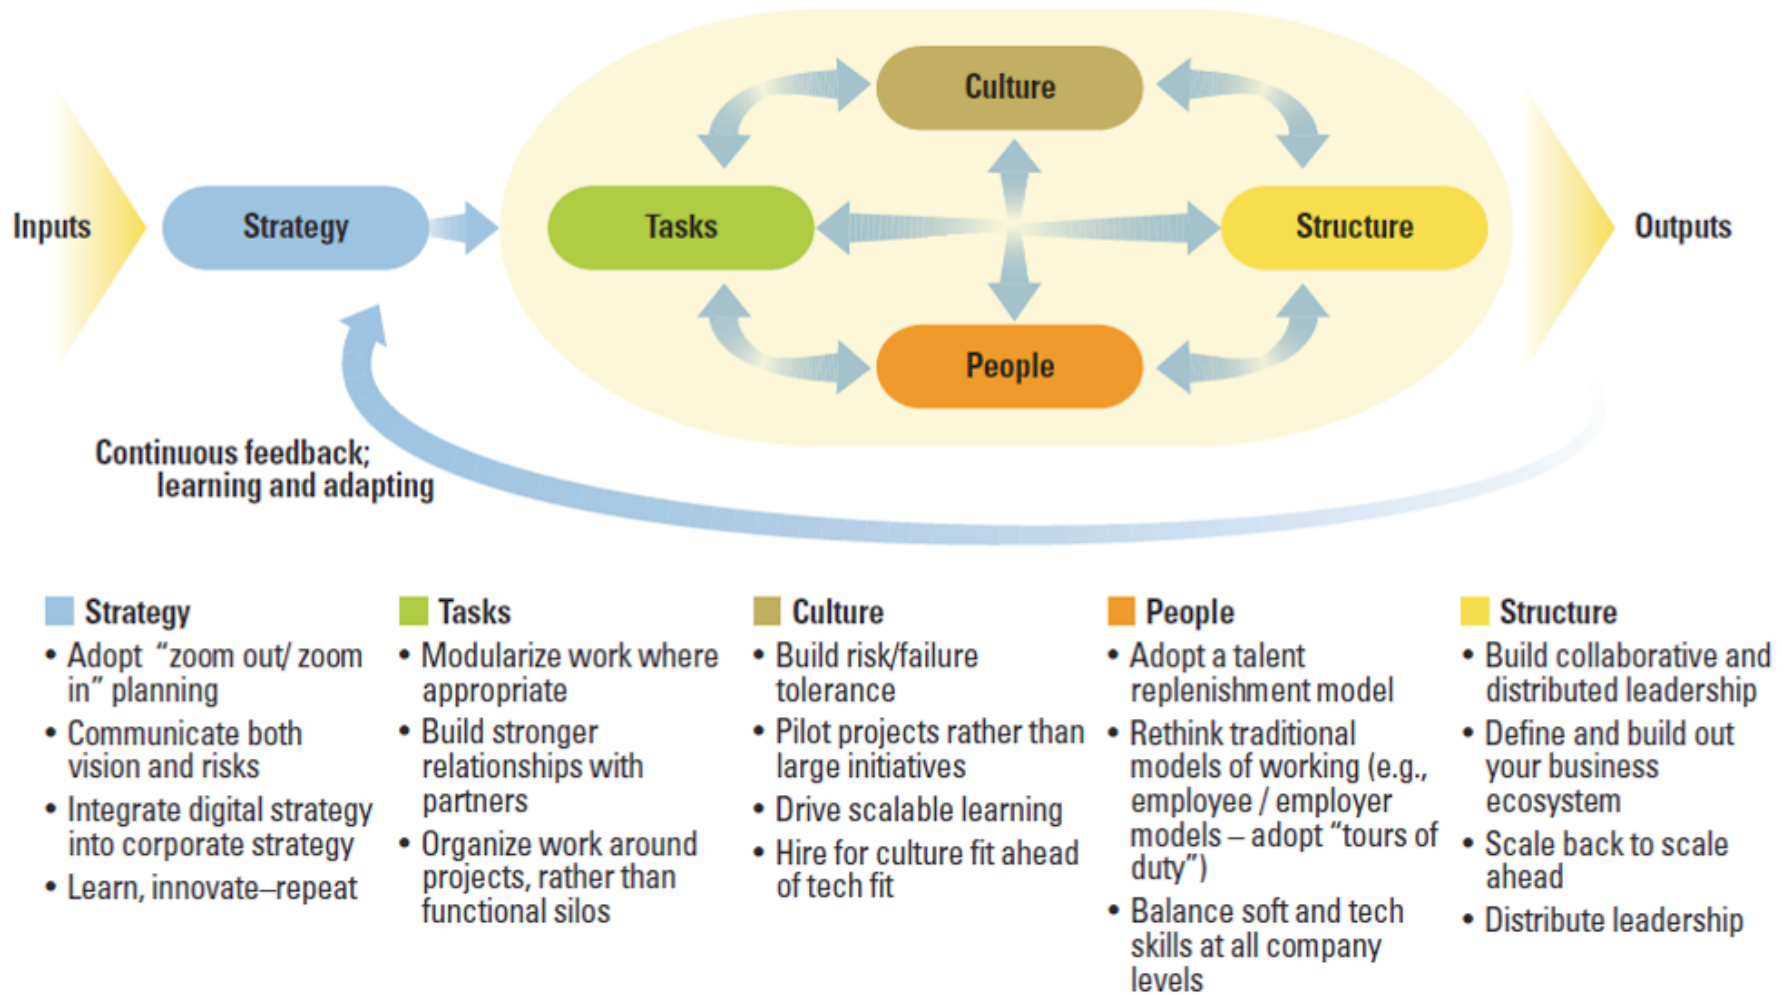 Culture
Inputs
Strategy
Tasks
Structure
Outputs
People
Continuous feedback;
learning and adapting
Strategy
• Adopt “zoom out/ zoom
in” planning
• Communicate both
vision and risks
• Integrate digital strategy
into corporate strategy
• Learn, innovate–repeat
Tasks
• Modularize work where
appropriate
• Build stronger
relationships with
partners
• Organize work around
projects, rather than
functional silos
Culture
• Build risk/failure
tolerance
• Pilot projects rather than
large initiatives
• Drive scalable learning
• Hire for culture fit ahead
of tech fit
People
• Adopt a talent
replenishment model
• Rethink traditional
models of working (e.g.,
employee / employer
models – adopt “tours of
duty”)
• Balance soft and tech
skills at all company
levels
Structure
• Build collaborative and
distributed leadership
• Define and build out
your business
ecosystem
• Scale back to scale
ahead
• Distribute leadership